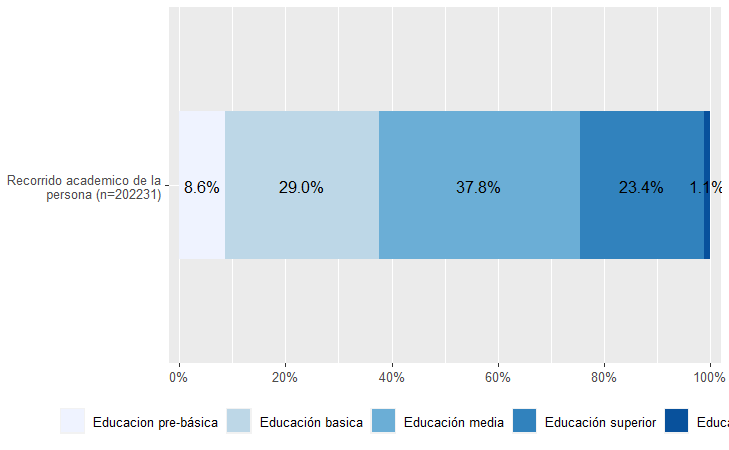 Recorrido academico de la
persona (n=202231)
8.6% 29.0% 37.8% 23.4% 1.1%
0% 20% 40% 60% 80% 100%
Educacion pre-básica Educación basica Educación media Educación superior Educa